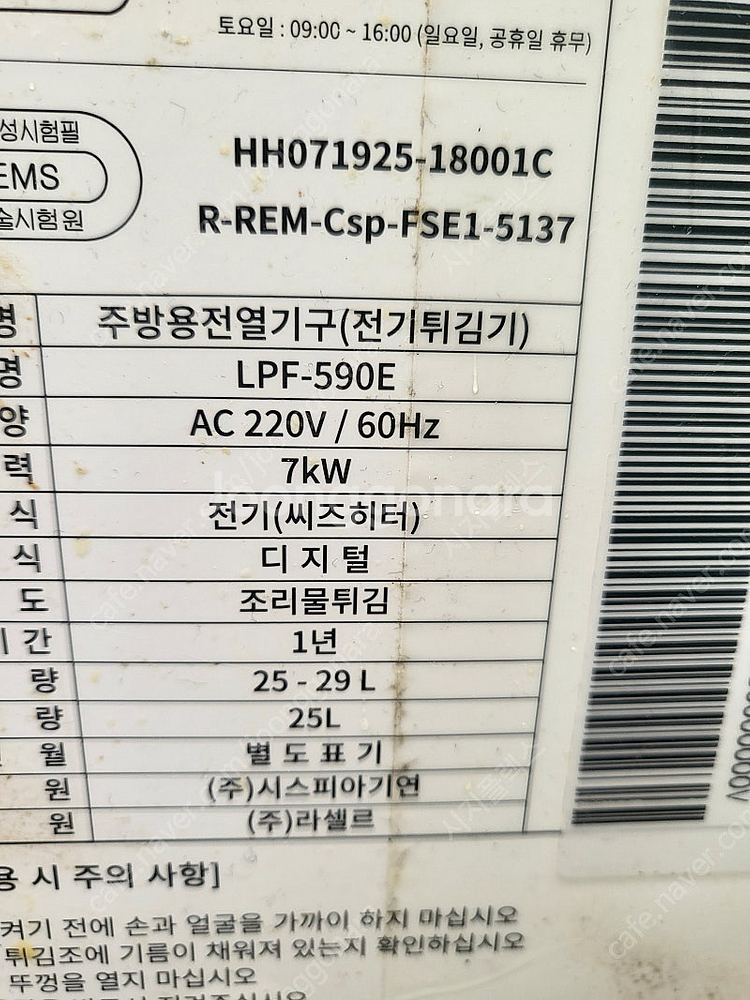 토요일 : 09:00 ~ 16:00 (일요일, 공휴일 휴무)
성시험필
EMS
술시험원
HH071925-18001C
R-REM-Csp-FSE1-5137
명 주방용전열기구(전기튀김기)
명 LPF-590E
양 AC 220V / 60Hz
력 7kW
식 전기(씨즈히터)
식 디 지 털
도 조리물튀김
기 간 1년
량 25 - 29 L
량 25L
월 별 도 표 기
원 (주)시스피아기연
원 (주)라셀르
용 시 주의 사항]
켜기 전에 손과 얼굴을 가까이 하지 마십시오
튀김조에 기름이 채워져 있는지 확인하십시오
뚜껑을 열지 마십시오